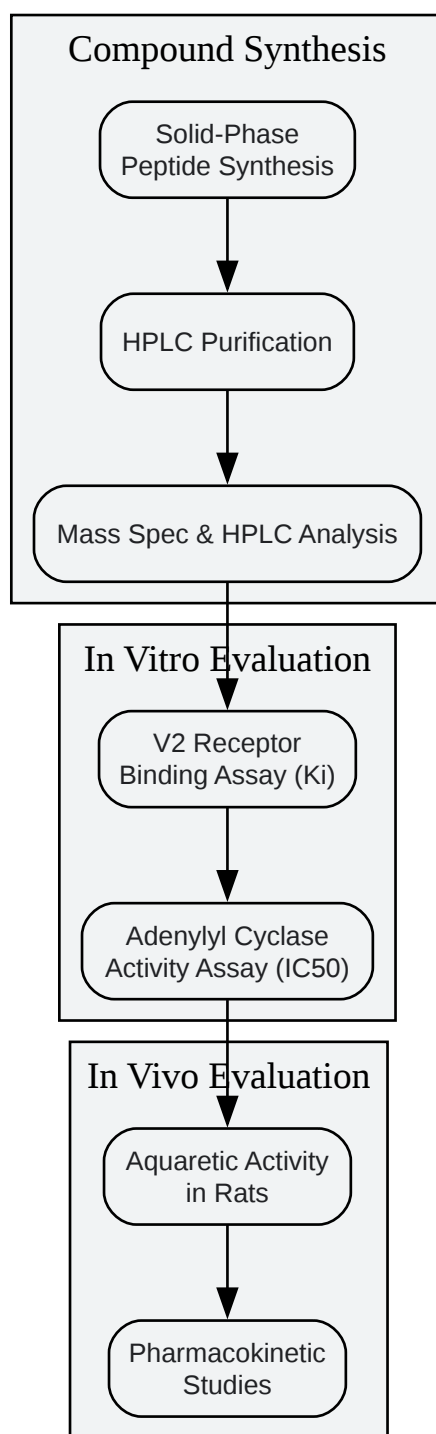 Compound Synthesis
Solid-Phase
Peptide Synthesis
HPLC Purification
Mass Spec & HPLC Analysis
In Vitro Evaluation
V2 Receptor
Binding Assay (Ki)
Adenylyl Cyclase
Activity Assay (IC50)
In Vivo Evaluation
Aquaretic Activity
in Rats
Pharmacokinetic
Studies